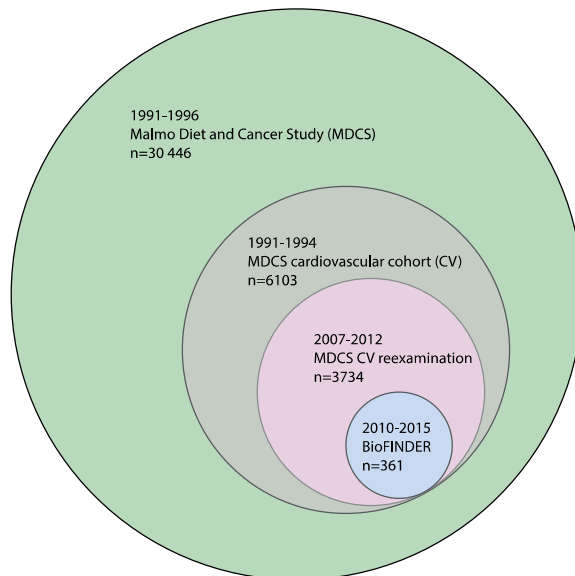 1991-1996
Malmo Diet and Cancer Study (MDCS)
n=30 446
1991-1994
MDCS cardiovascular cohort (CV)
n=6103
2007-2012
MDCS CV reexamination
n=3734
2010-2015
BioFINDER
n=361